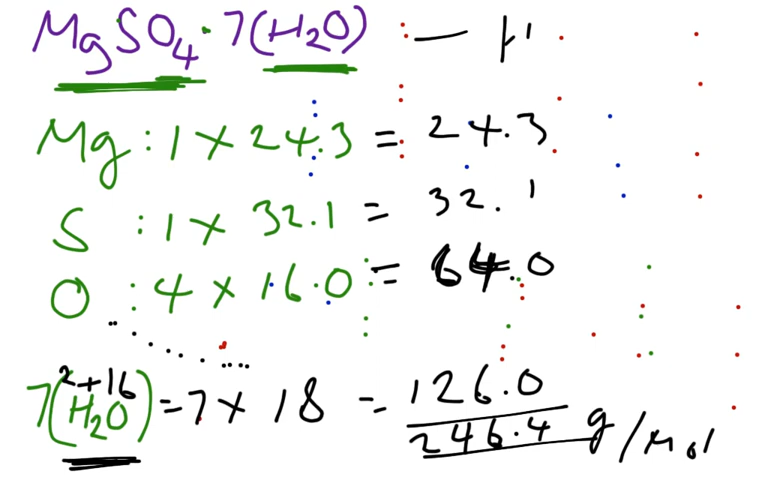 MgSO4·7(H2O)
Mg : 1 × 24.3 = 24.3
S : 1 × 32.1 = 32.1
O : 4 × 16.0 = 64.0
2+16
7(H2O) = 7 × 18 = 126.0
246.4 g/mol